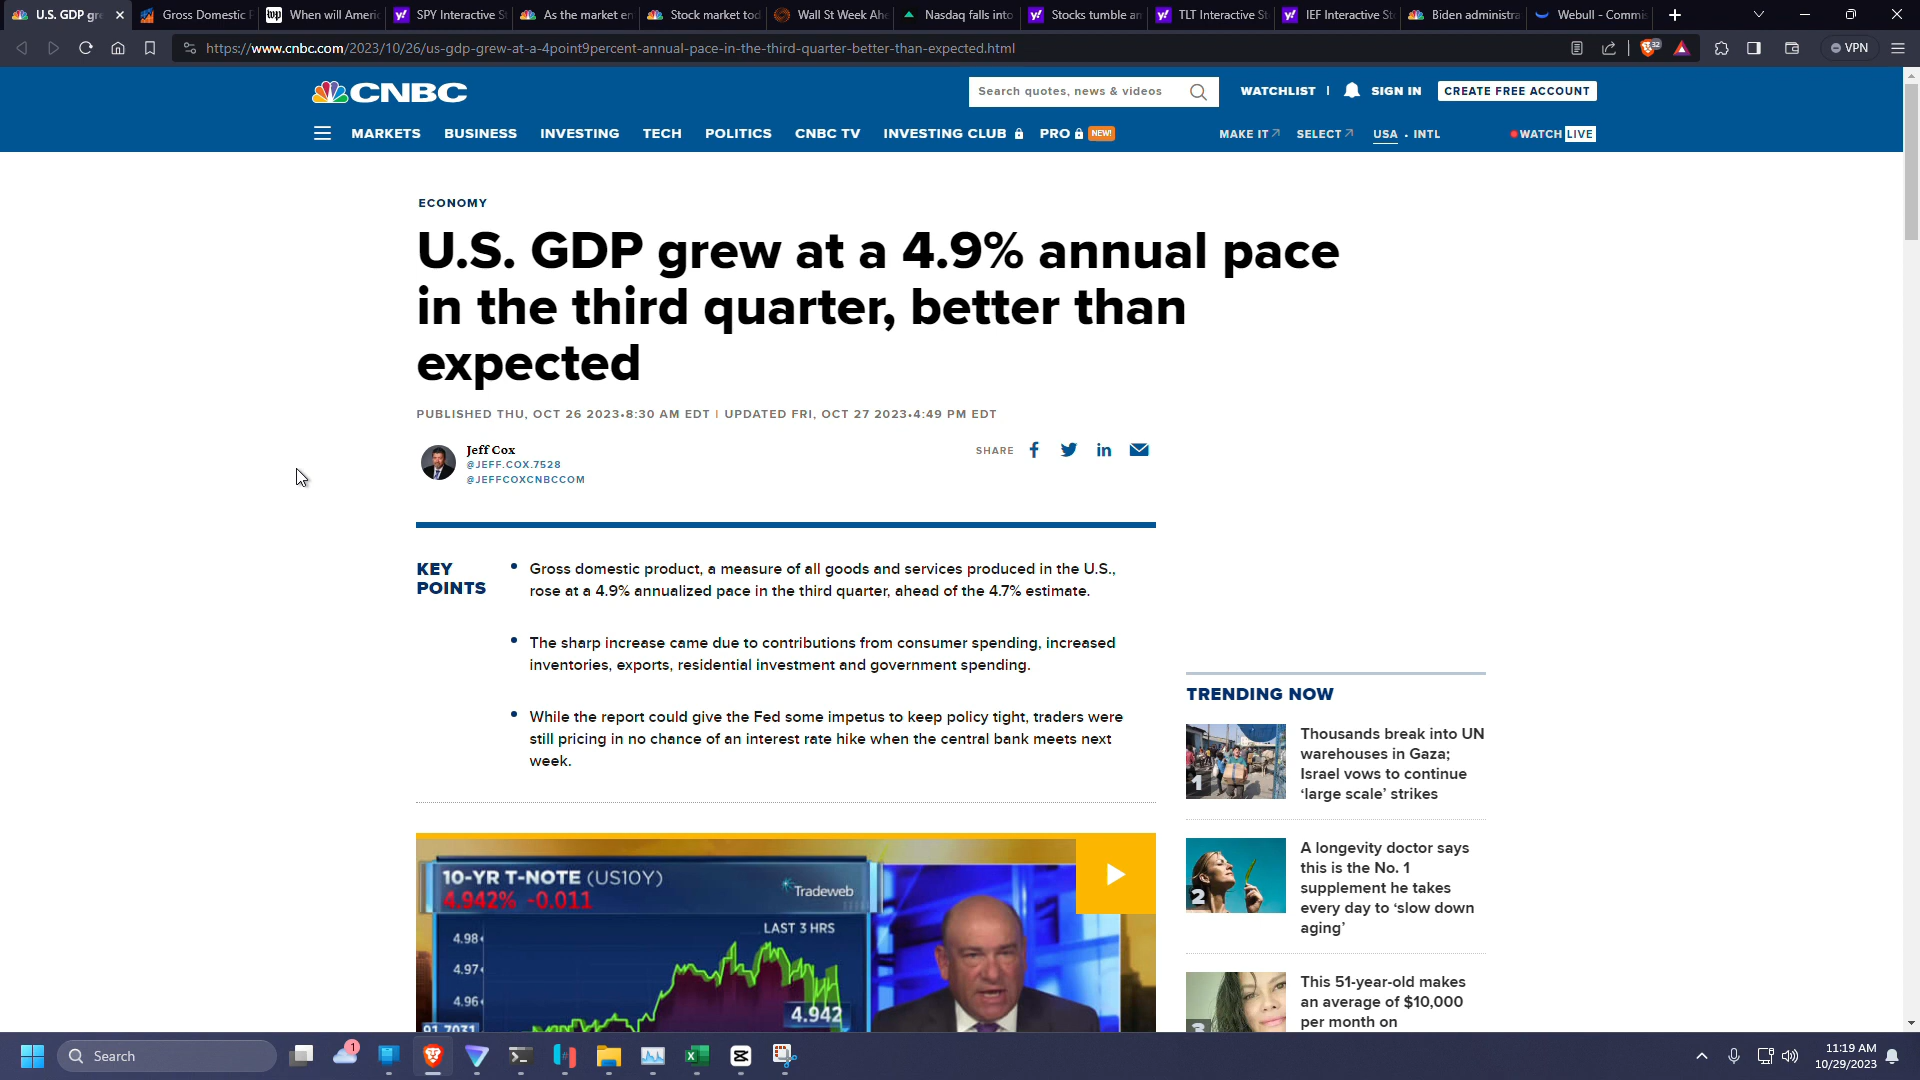 U.S. GDP gr
Gross Domestic P
When will Ameri
SPY Interactive St
As the market en
Stock market tod
Wall St Week Ahe
Nasdaq falls into
Stocks tumble an
TLT Interactive St
IEF Interactive Sto
Biden administra
Webull - Commis
https://www.cnbc.com/2023/10/26/us-gdp-grew-at-a-4point9percent-annual-pace-in-the-third-quarter-better-than-expected.html
32
VPN
CNBC
Search quotes, news & videos
WATCHLIST |
SIGN IN
CREATE FREE ACCOUNT
MARKETS BUSINESS INVESTING TECH POLITICS CNBC TV INVESTING CLUB PRO NEW!
MAKE IT SELECT USA • INTL
WATCH LIVE
ECONOMY
U.S. GDP grew at a 4.9% annual pace
in the third quarter, better than
expected
PUBLISHED THU, OCT 26 2023•8:30 AM EDT | UPDATED FRI, OCT 27 2023•4:49 PM EDT
Jeff Cox
@JEFF.COX.7528
@JEFFCOXCNBCCOM
SHARE
KEY
POINTS
• Gross domestic product, a measure of all goods and services produced in the U.S.,
rose at a 4.9% annualized pace in the third quarter, ahead of the 4.7% estimate.
• The sharp increase came due to contributions from consumer spending, increased
inventories, exports, residential investment and government spending.
• While the report could give the Fed some impetus to keep policy tight, traders were
still pricing in no chance of an interest rate hike when the central bank meets next
week.
10-YR T-NOTE (US10Y)
4.942% -0.011
Tradeweb
LAST 3 HRS
4.98
4.97
4.96
4.942
91.7031
TRENDING NOW
1
Thousands break into UN
warehouses in Gaza;
Israel vows to continue
‘large scale’ strikes
2
A longevity doctor says
this is the No. 1
supplement he takes
every day to ‘slow down
aging’
3
This 51-year-old makes
an average of $10,000
per month on
Search
1
11:19 AM
10/29/2023